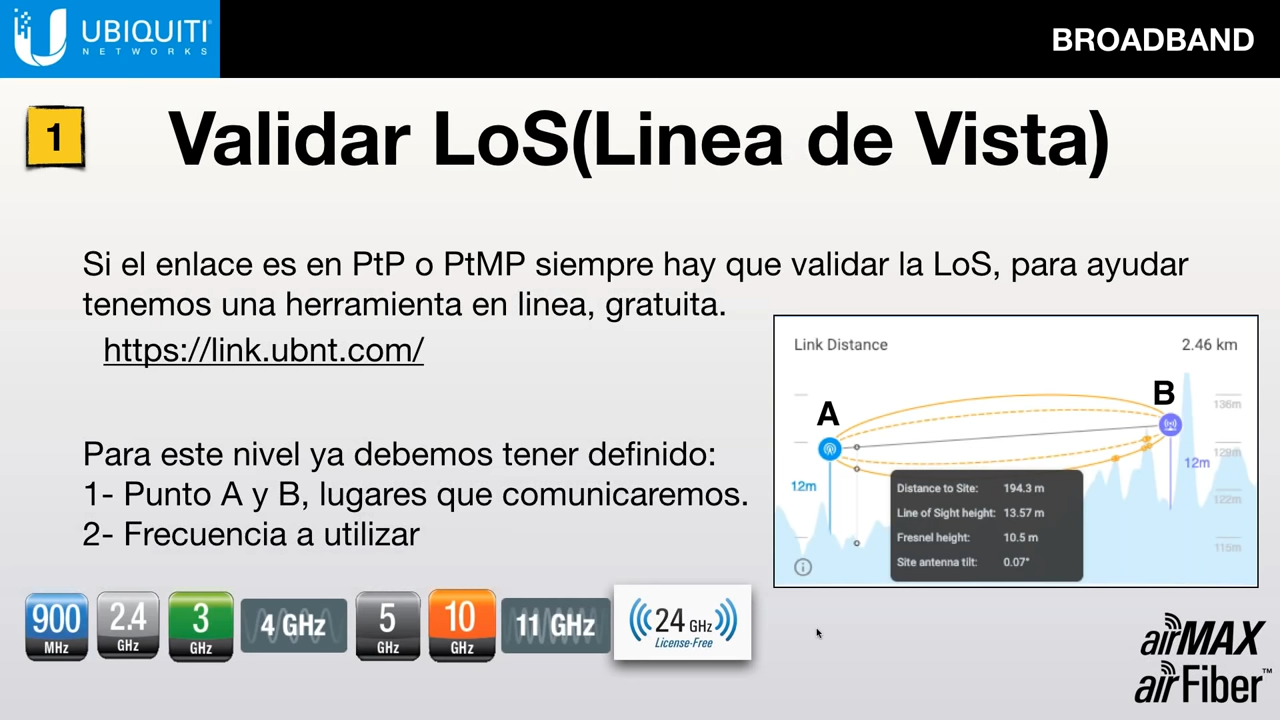 UBIQUITI
NETWORKS
BROADBAND
1
Validar LoS(Linea de Vista)
Si el enlace es en PtP o PtMP siempre hay que validar la LoS, para ayudar
tenemos una herramienta en linea, gratuita.
https://link.ubnt.com/
Para este nivel ya debemos tener definido:
1- Punto A y B, lugares que comunicaremos.
2- Frecuencia a utilizar
Link Distance 2.46 km
A
B
136m
129m
12m
12m
122m
115m
Distance to Site: 194.3 m
Line of Sight height: 13.57 m
Fresnel height: 10.5 m
Site antenna tilt: 0.07°
900 MHz
2.4 GHz
3 GHz
4 GHz
5 GHz
10 GHz
11 GHz
24 GHz
License-Free
airMAX
airFiber™